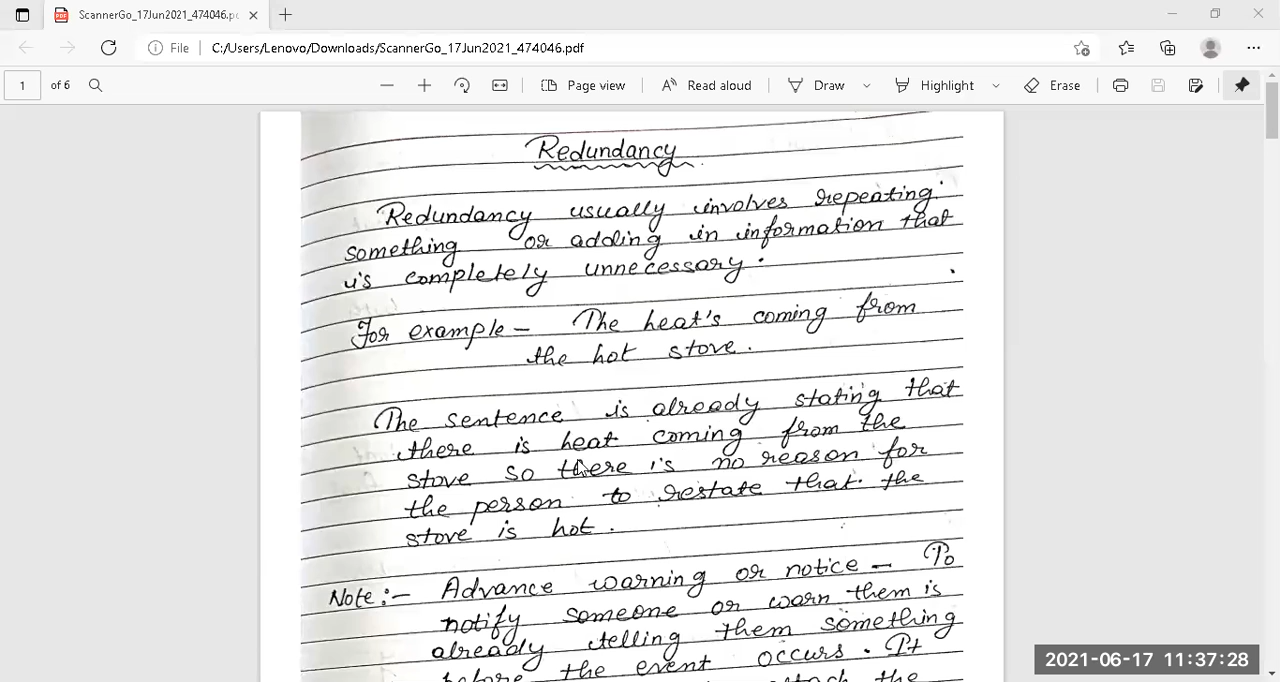 ScannerGo_17Jun2021_474046.p
File C:/Users/Lenovo/Downloads/ScannerGo_17Jun2021_474046.pdf
1 of 6 Page view Read aloud Draw Highlight Erase
Redundancy
Redundancy usually involves repeating
something or adding in information that
is completely unnecessary.
For example – The heat's coming from
the hot stove.
The sentence is already stating that
there is heat coming from the
stove so there is no reason for
the person to restate that the
stove is hot.
Note:- Advance warning or notice – To
notify someone or warn them is
already telling them something
before the event occurs. It
attach the
2021-06-17 11:37:28